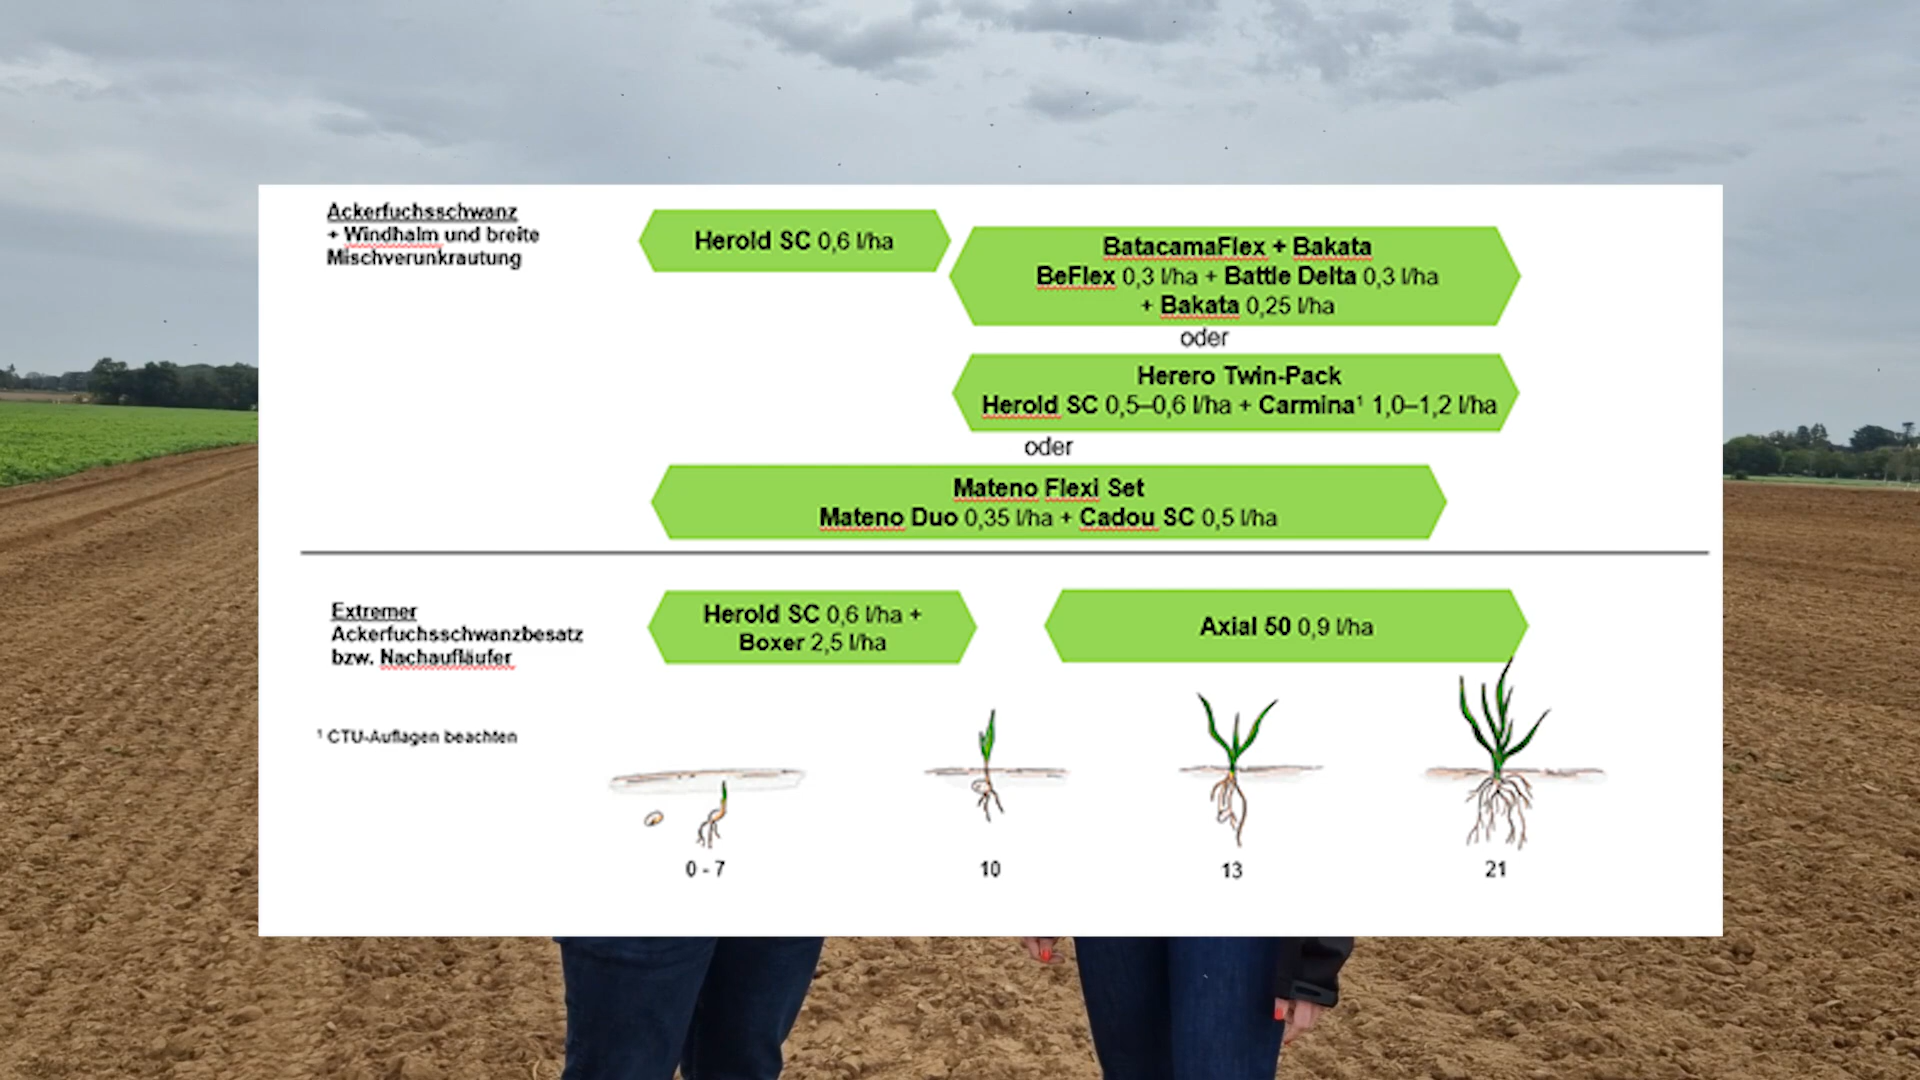 Ackerfuchsschwanz
+ Windhalm und breite
Mischverunkrautung
Herold SC 0,6 l/ha
BatacamaFlex + Bakata
BeFlex 0,3 l/ha + Battle Delta 0,3 l/ha
+ Bakata 0,25 l/ha
oder
Herero Twin-Pack
Herold SC 0,5–0,6 l/ha + Carmina¹ 1,0–1,2 l/ha
oder
Mateno Flexi Set
Mateno Duo 0,35 l/ha + Cadou SC 0,5 l/ha
Extremer
Ackerfuchsschwanzbesatz
bzw. Nachaufläufer
Herold SC 0,6 l/ha +
Boxer 2,5 l/ha
Axial 50 0,9 l/ha
¹ CTU-Auflagen beachten
0 - 7
10
13
21